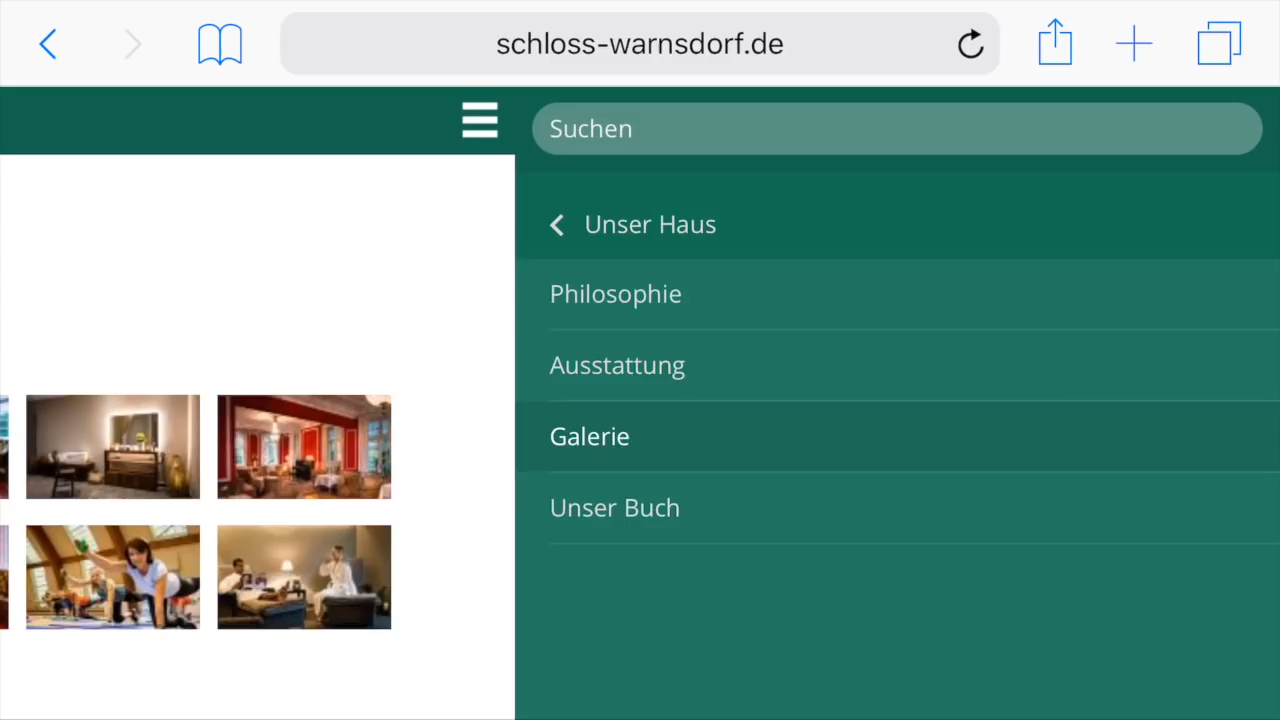 schloss-warnsdorf.de
Suchen
Unser Haus
Philosophie
Ausstattung
Galerie
Unser Buch